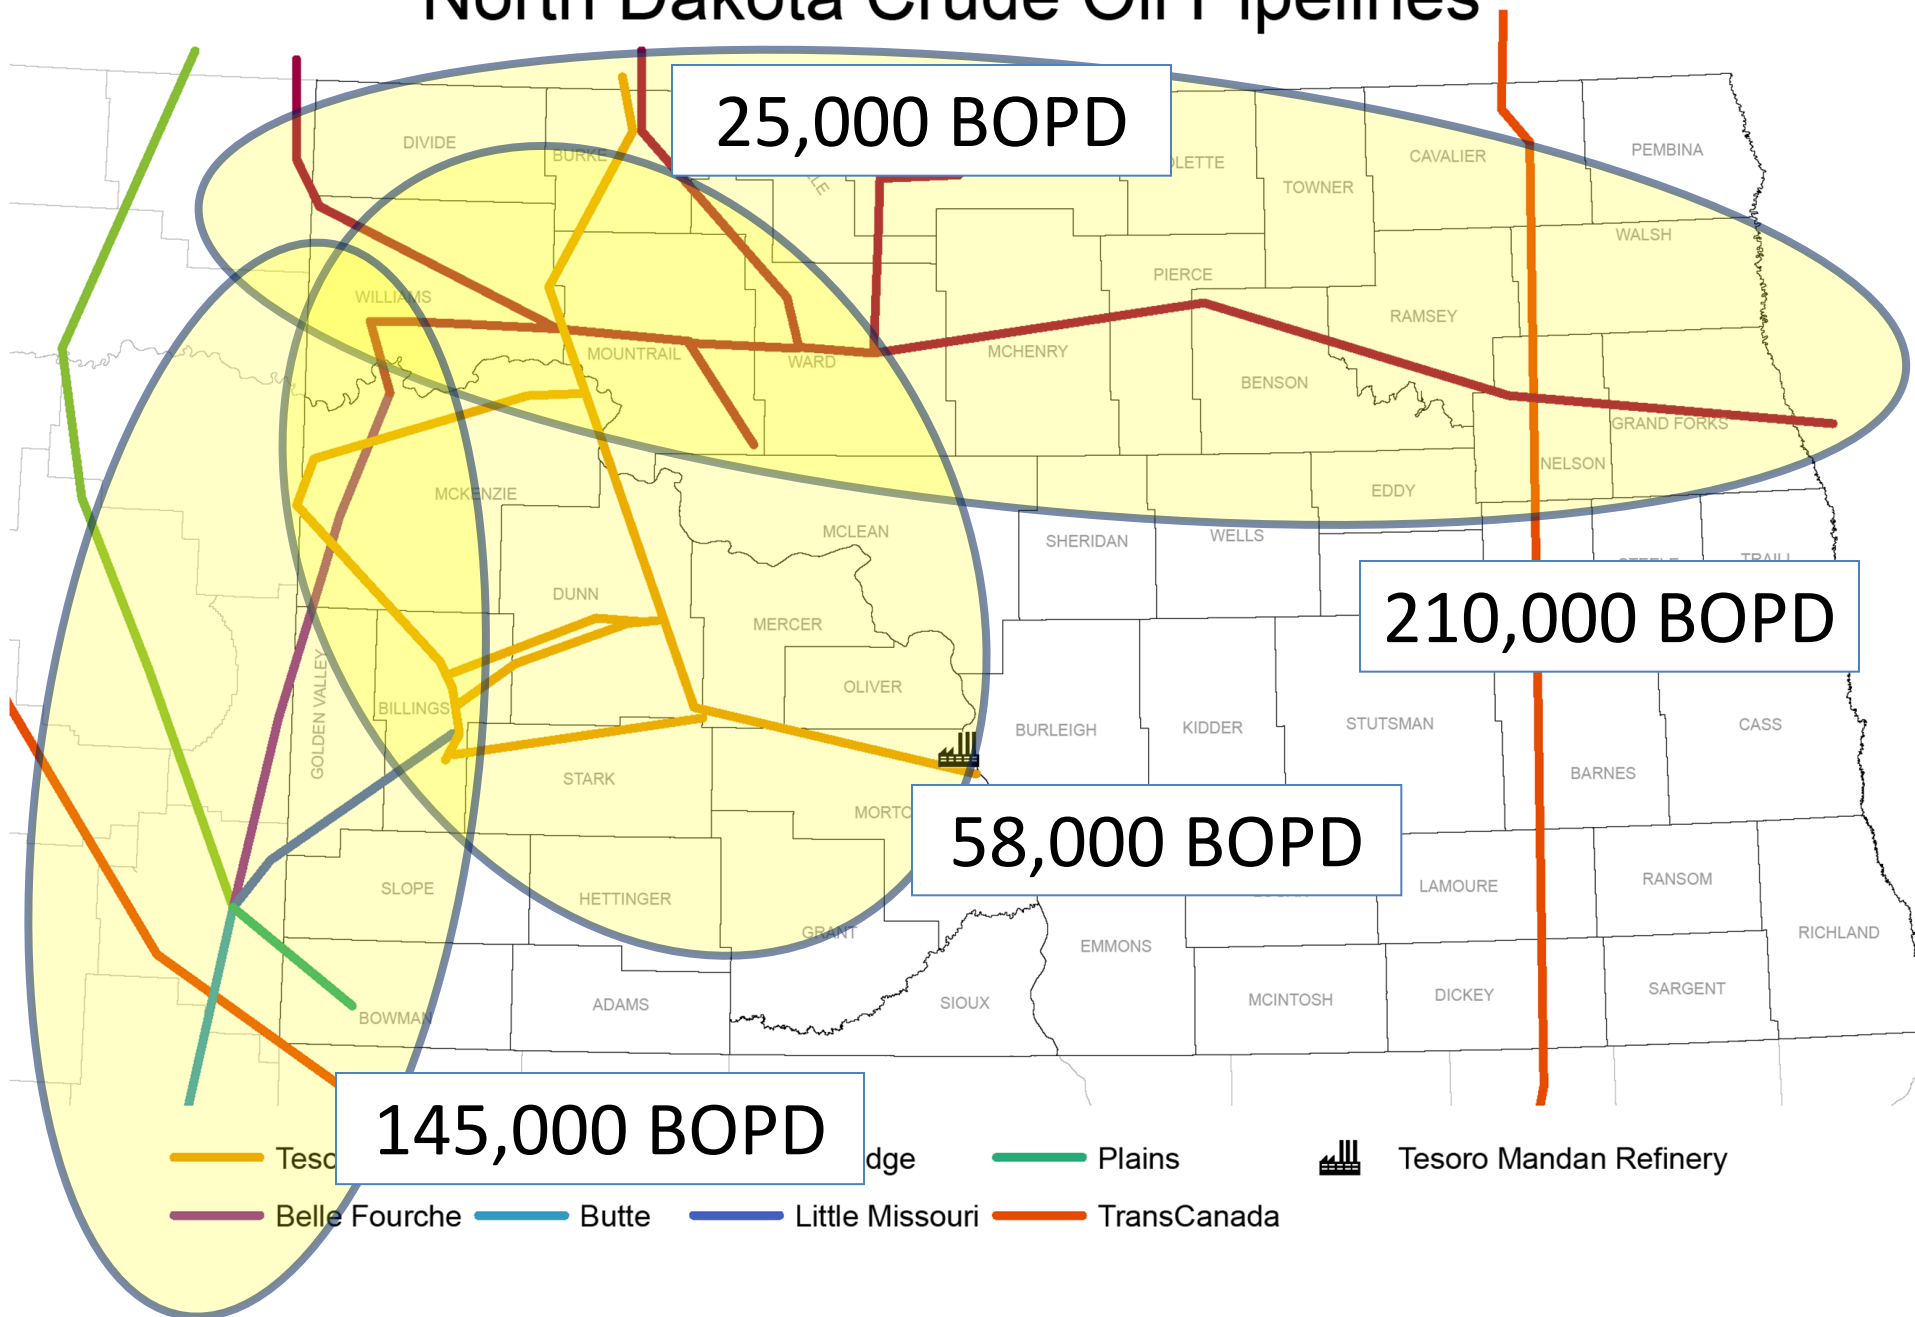 North Dakota Crude Oil Pipelines
25,000 BOPD
DIVIDE
BURKE
TOWNER
CAVALIER
PEMBINA
WALSH
WILLIAMS
PIERCE
RAMSEY
MOUNTRAIL
WARD
MCHENRY
BENSON
GRAND FORKS
NELSON
MCKENZIE
EDDY
MCLEAN
SHERIDAN
WELLS
DUNN
210,000 BOPD
MERCER
OLIVER
GOLDEN VALLEY
BILLINGS
BURLEIGH
KIDDER
STUTSMAN
CASS
STARK
BARNES
58,000 BOPD
SLOPE
HETTINGER
LAMOURE
RANSOM
GRANT
EMMONS
RICHLAND
BOWMAN
ADAMS
SIOUX
MCINTOSH
DICKEY
SARGENT
145,000 BOPD
Plains
Tesoro Mandan Refinery
Belle Fourche
Butte
Little Missouri
TransCanada